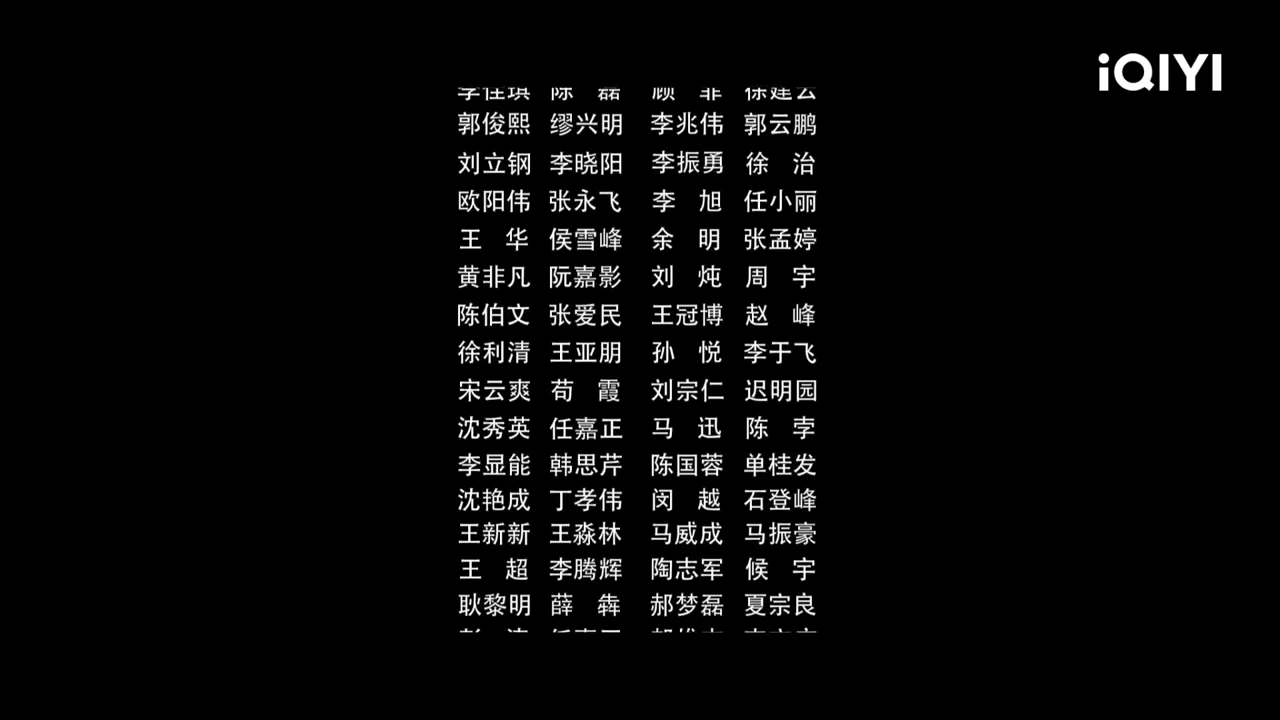 iQIYI
郭俊熙 缪兴明 李兆伟 郭云鹏
刘立钢 李晓阳 李振勇 徐 治
欧阳伟 张永飞 李 旭 任小丽
王 华 侯雪峰 余 明 张孟婷
黄非凡 阮嘉影 刘 炖 周 宇
陈伯文 张爱民 王冠博 赵 峰
徐利清 王亚朋 孙 悦 李于飞
宋云爽 苟 霞 刘宗仁 迟明园
沈秀英 任嘉正 马 迅 陈 孛
李显能 韩思芹 陈国蓉 单桂发
沈艳成 丁孝伟 闵 越 石登峰
王新新 王淼林 马威成 马振豪
王 超 李腾辉 陶志军 候 宇
耿黎明 薛 犇 郝梦磊 夏宗良